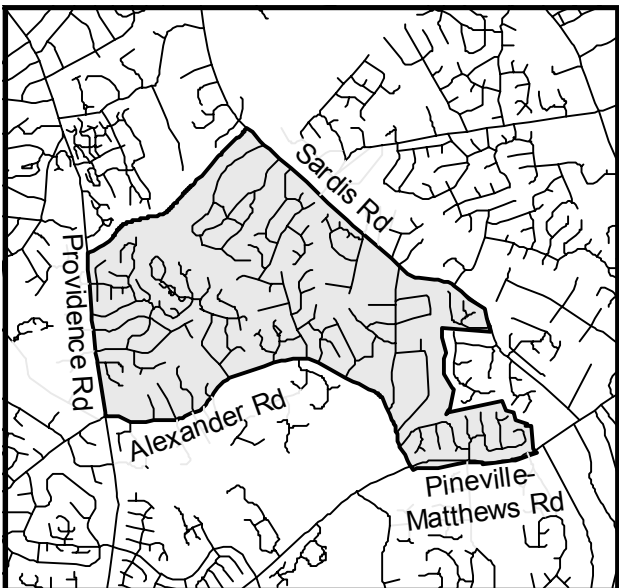 Sardis Rd
Providence Rd
Alexander Rd
Pineville-
Matthews Rd